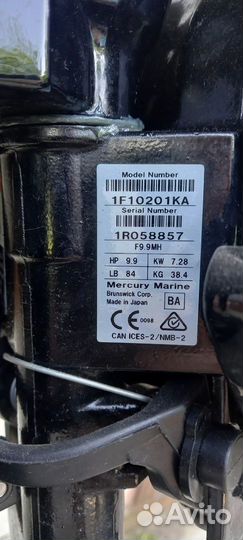 Model Number
1F10201KA
Serial Number
1R058857
F9.9MH
HP 9.9 KW 7.28
LB 84 KG 38.4
Mercury Marine
Brunswick Corp.
Made in Japan
BA
CE 0098
CAN ICES-2/NMB-2
Avito